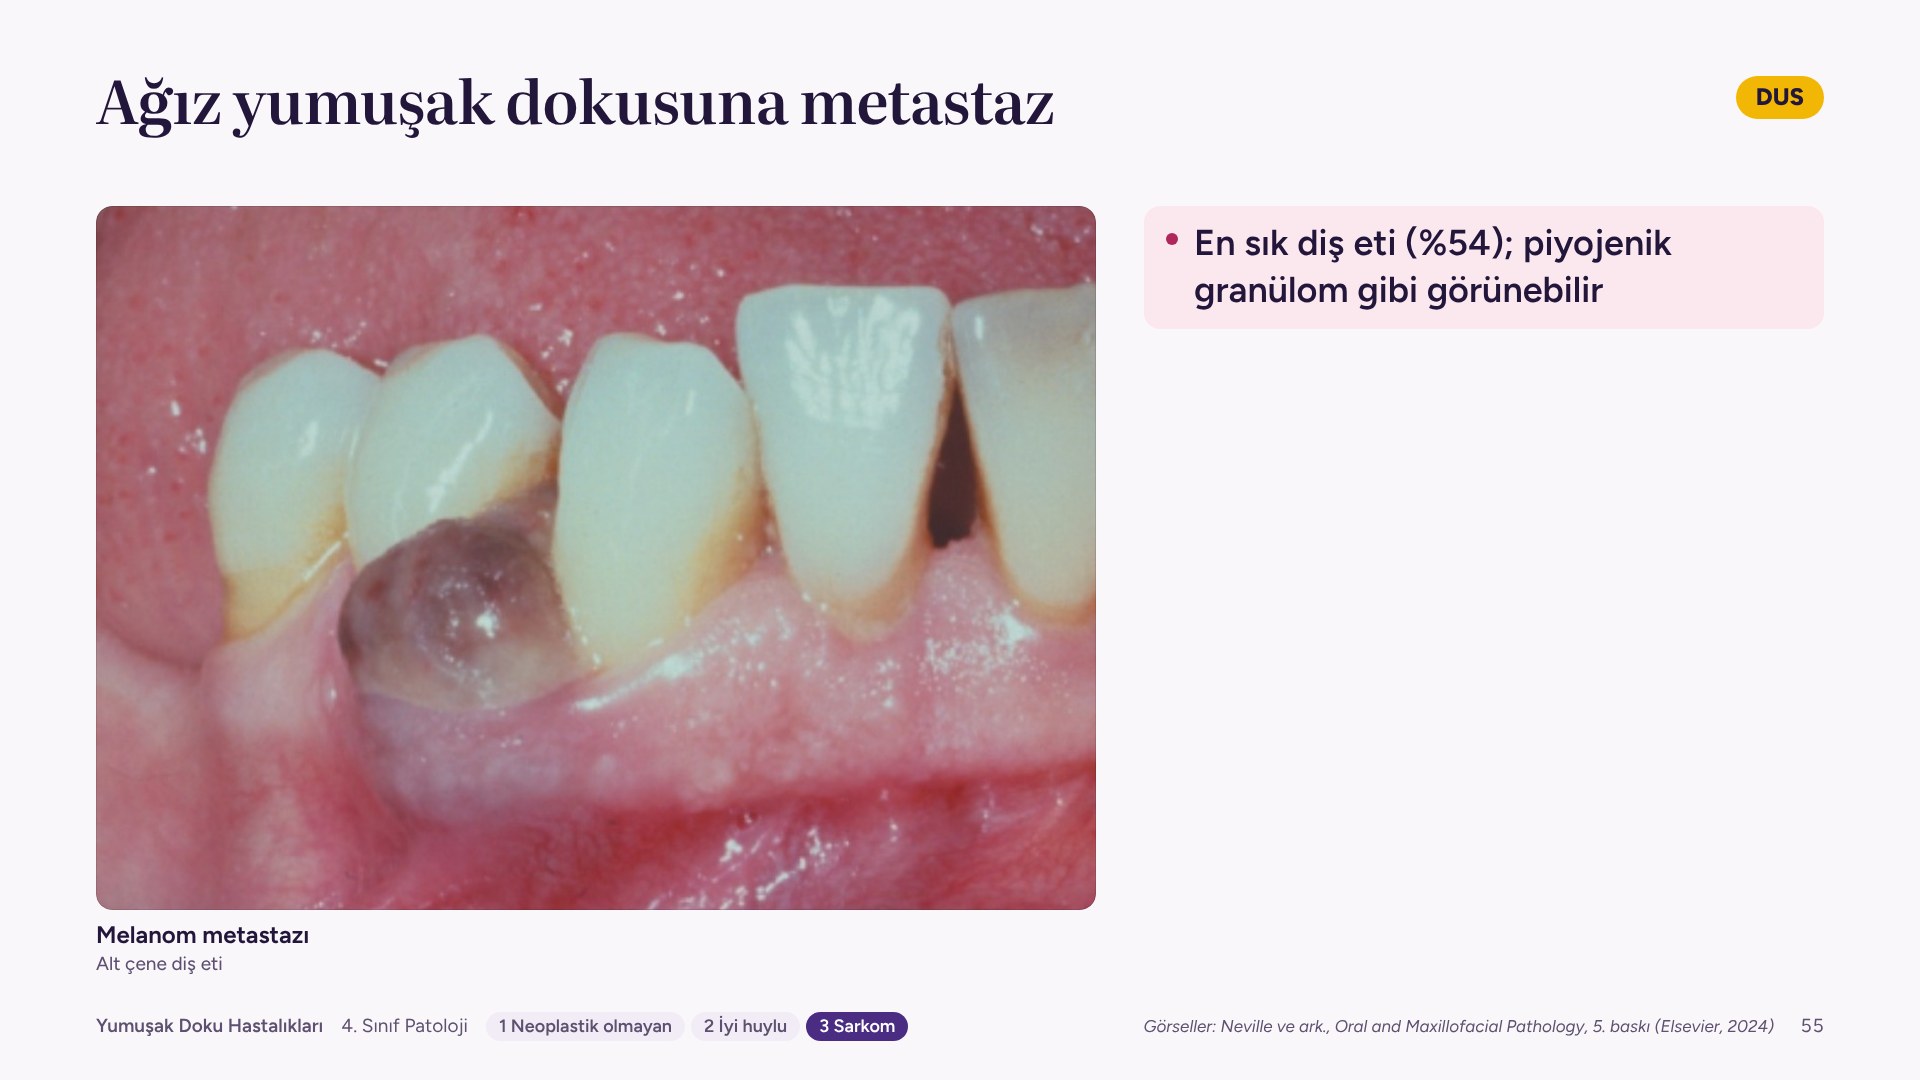 Ağız yumuşak dokusuna metastaz
DUS
En sık diş eti (%54); piyojenik
granülom gibi görünebilir
Melanom metastazı
Alt çene diş eti
Yumuşak Doku Hastalıkları 4. Sınıf Patoloji 1 Neoplastik olmayan 2 İyi huylu 3 Sarkom
Görseller: Neville ve ark., Oral and Maxillofacial Pathology, 5. baskı (Elsevier, 2024) 55